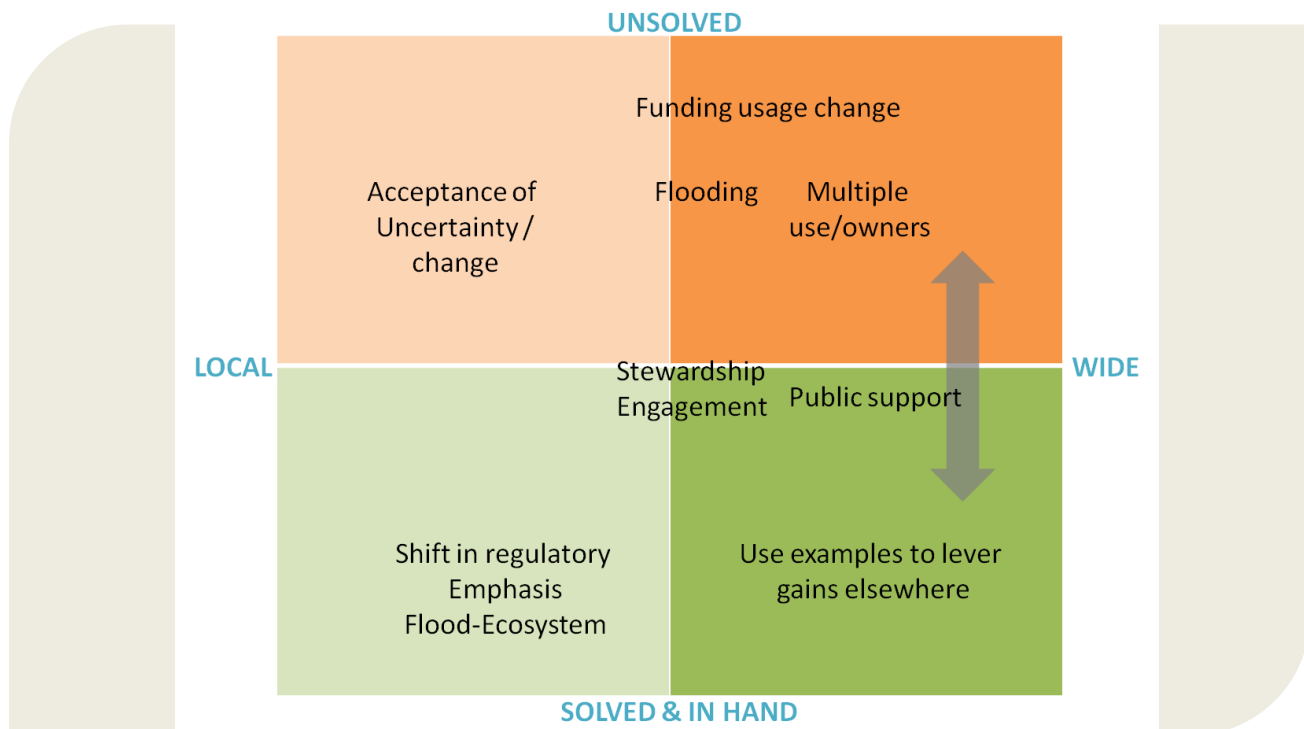 UNSOLVED
Funding usage change
Acceptance of
Uncertainty /
change
Flooding
Multiple
use/owners
LOCAL
WIDE
Stewardship
Engagement
Public support
Shift in regulatory
Emphasis
Flood-Ecosystem
Use examples to lever
gains elsewhere
SOLVED & IN HAND